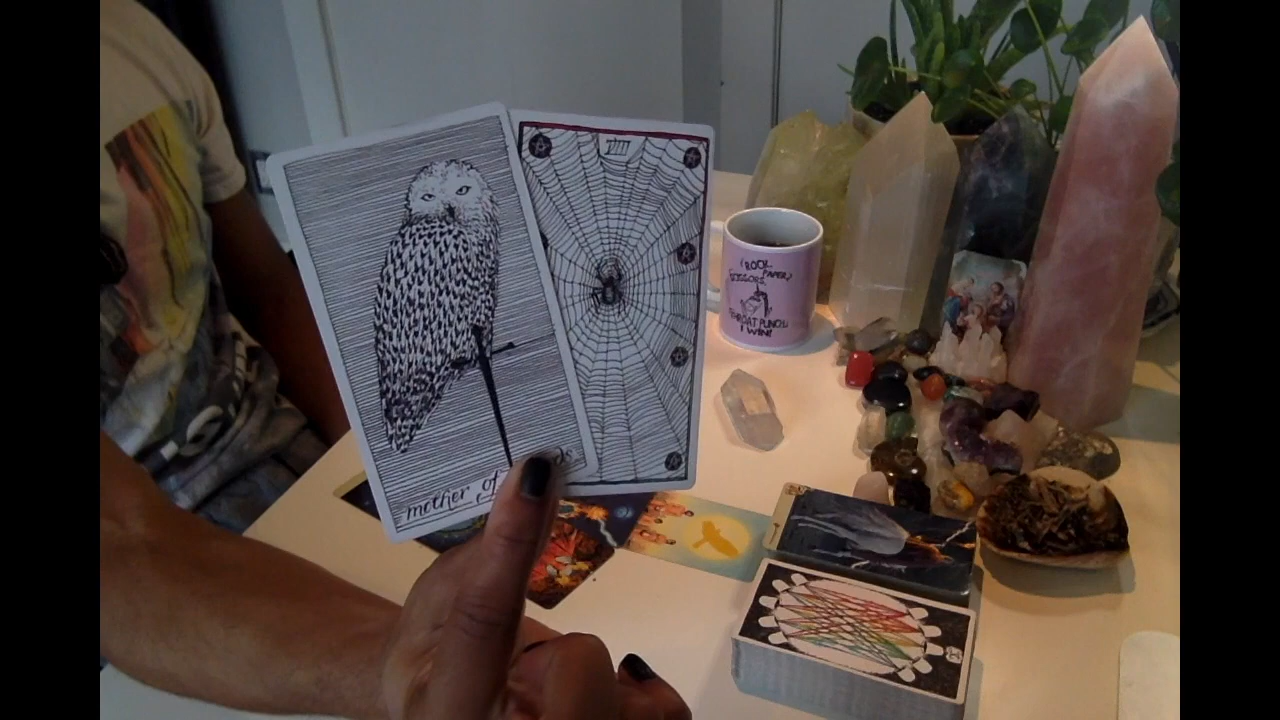 mother of
VIII
ROCK,
PAPER,
SCISSORS,
THROAT PUNCH,
I WIN!